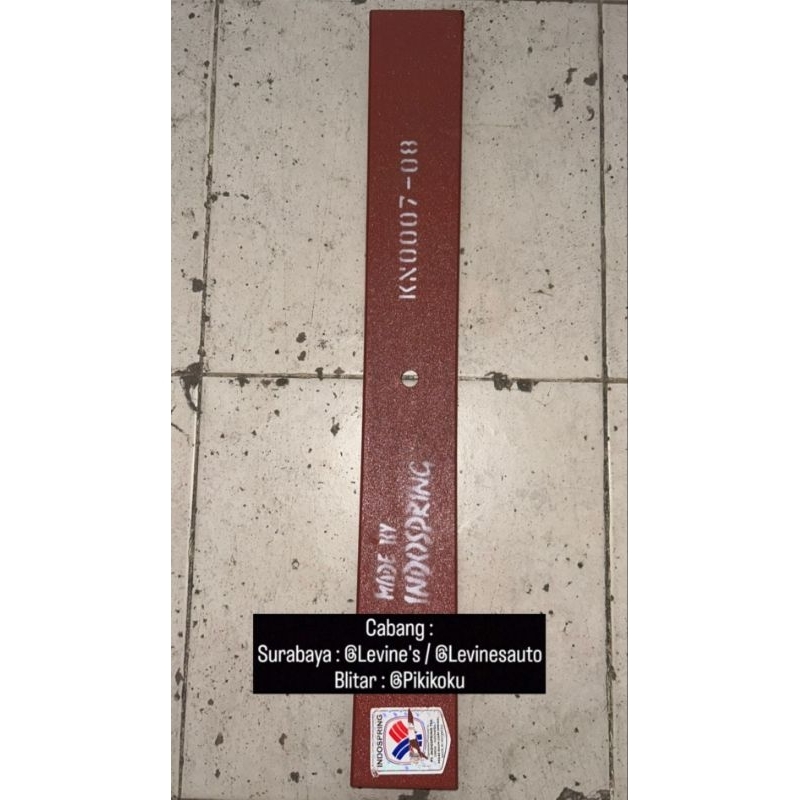 KN0007-08
MADE BY
INDOSPRING
Cabang :
Surabaya : @Levine's / @Levinesauto
Blitar : @Pikikoku
INDOSPRING